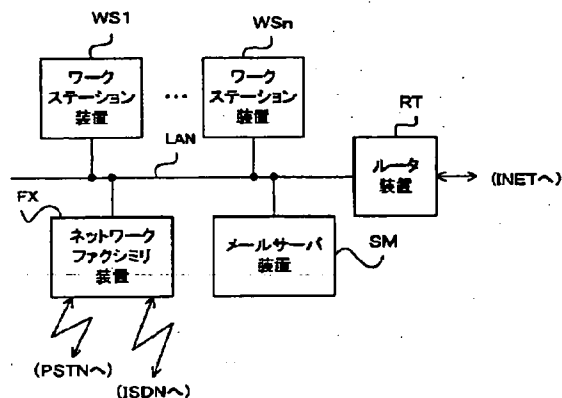 WS1
WSn
ワーク
ステーション
装置
...
ワーク
ステーション
装置
RT
LAN
ルータ
装置
(INETへ)
FX
ネットワーク
ファクシミリ
装置
メールサーバ
装置
SM
(PSTNへ)
(ISDNへ)